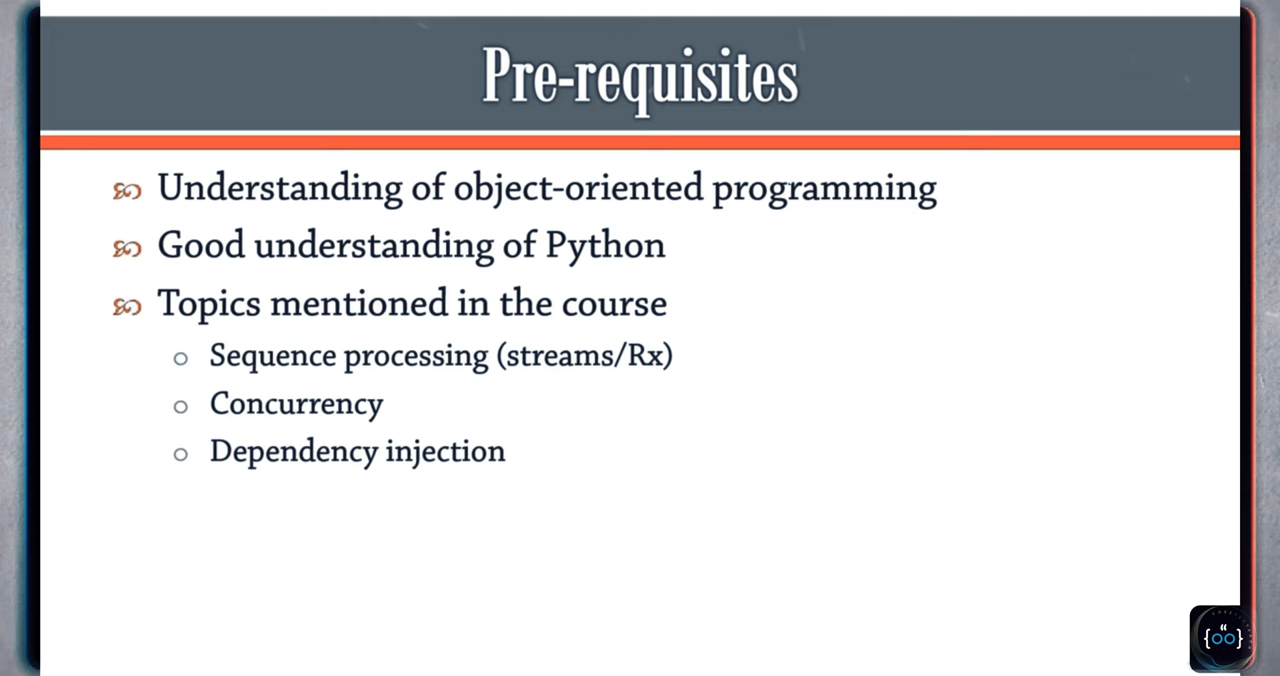 Pre-requisites
Understanding of object-oriented programming
Good understanding of Python
Topics mentioned in the course
Sequence processing (streams/Rx)
Concurrency
Dependency injection